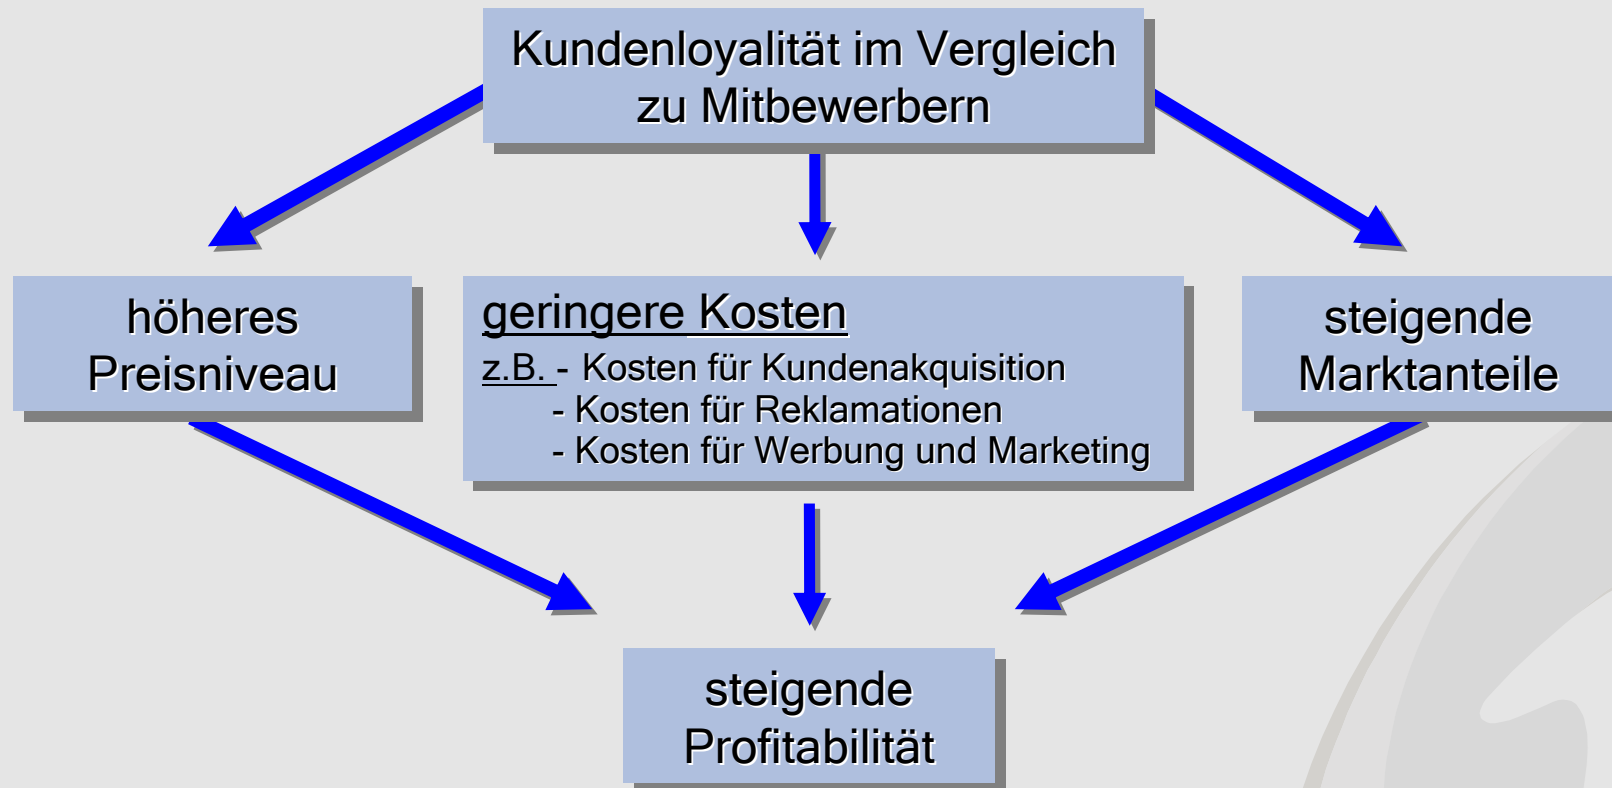 Kundenloyalität im Vergleich
zu Mitbewerbern
höheres
Preisniveau
geringere Kosten
z.B. - Kosten für Kundenakquisition
- Kosten für Reklamationen
- Kosten für Werbung und Marketing
steigende
Marktanteile
steigende
Profitabilität